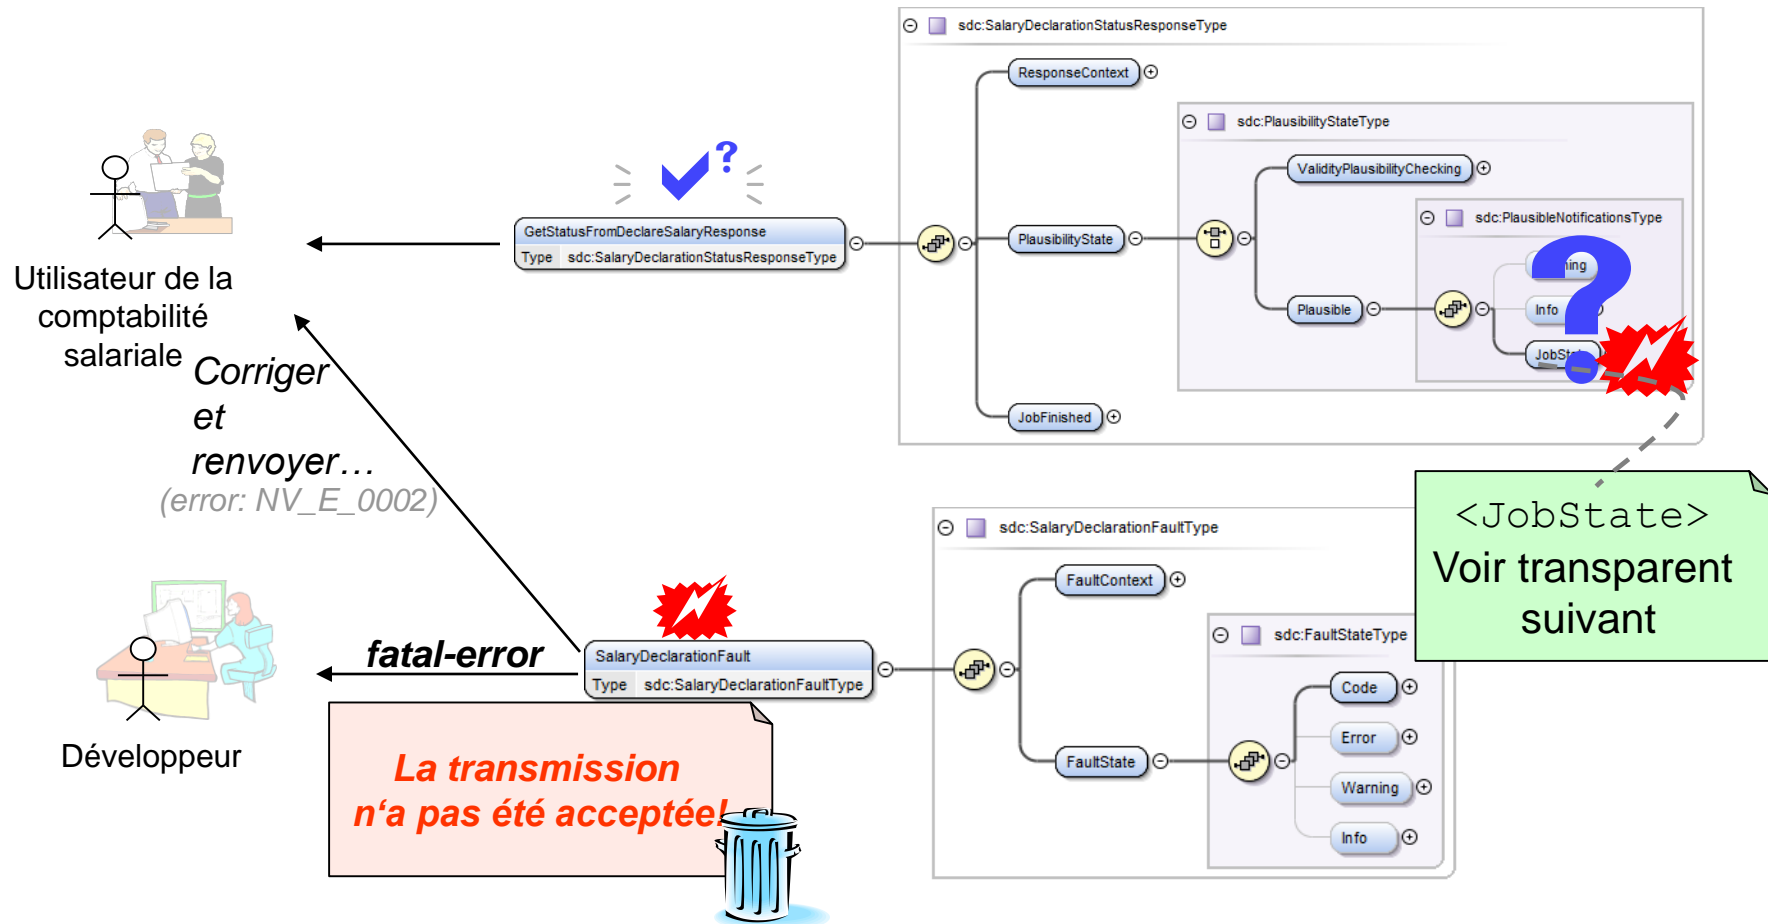 sdc:SalaryDeclarationStatusResponseType
ResponseContext
sdc:PlausibilityStateType
ValidityPlausibilityChecking
sdc:PlausibleNotificationsType
GetStatusFromDeclareSalaryResponse
Type sdc:SalaryDeclarationStatusResponseType
PlausibilityState
?
Plausible
Info
?
JobFinished
Utilisateur de la
comptabilité
salariale
Corriger
et
renvoyer…
(error: NV_E_0002)
<JobState>
Voir transparent
suivant
sdc:SalaryDeclarationFaultType
FaultContext
sdc:FaultStateType
fatal-error
SalaryDeclarationFault
Type sdc:SalaryDeclarationFaultType
Code
Error
FaultState
Warning
Info
Développeur
La transmission
n‘a pas été acceptée!